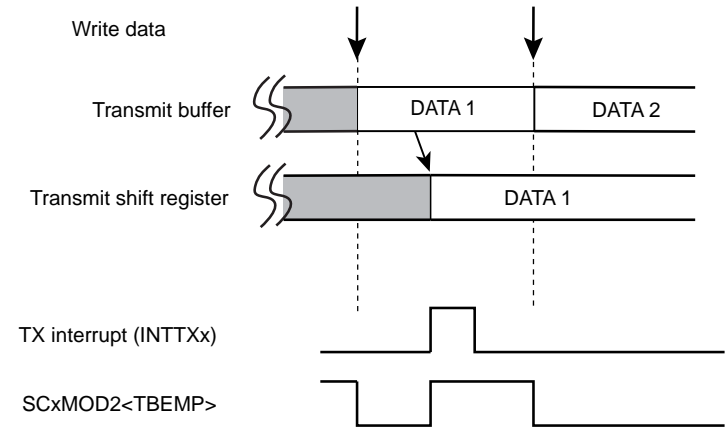 Write data
Transmit buffer
DATA 1
DATA 2
Transmit shift register
DATA 1
TX interrupt (INTTXx)
SCxMOD2<TBEMP>